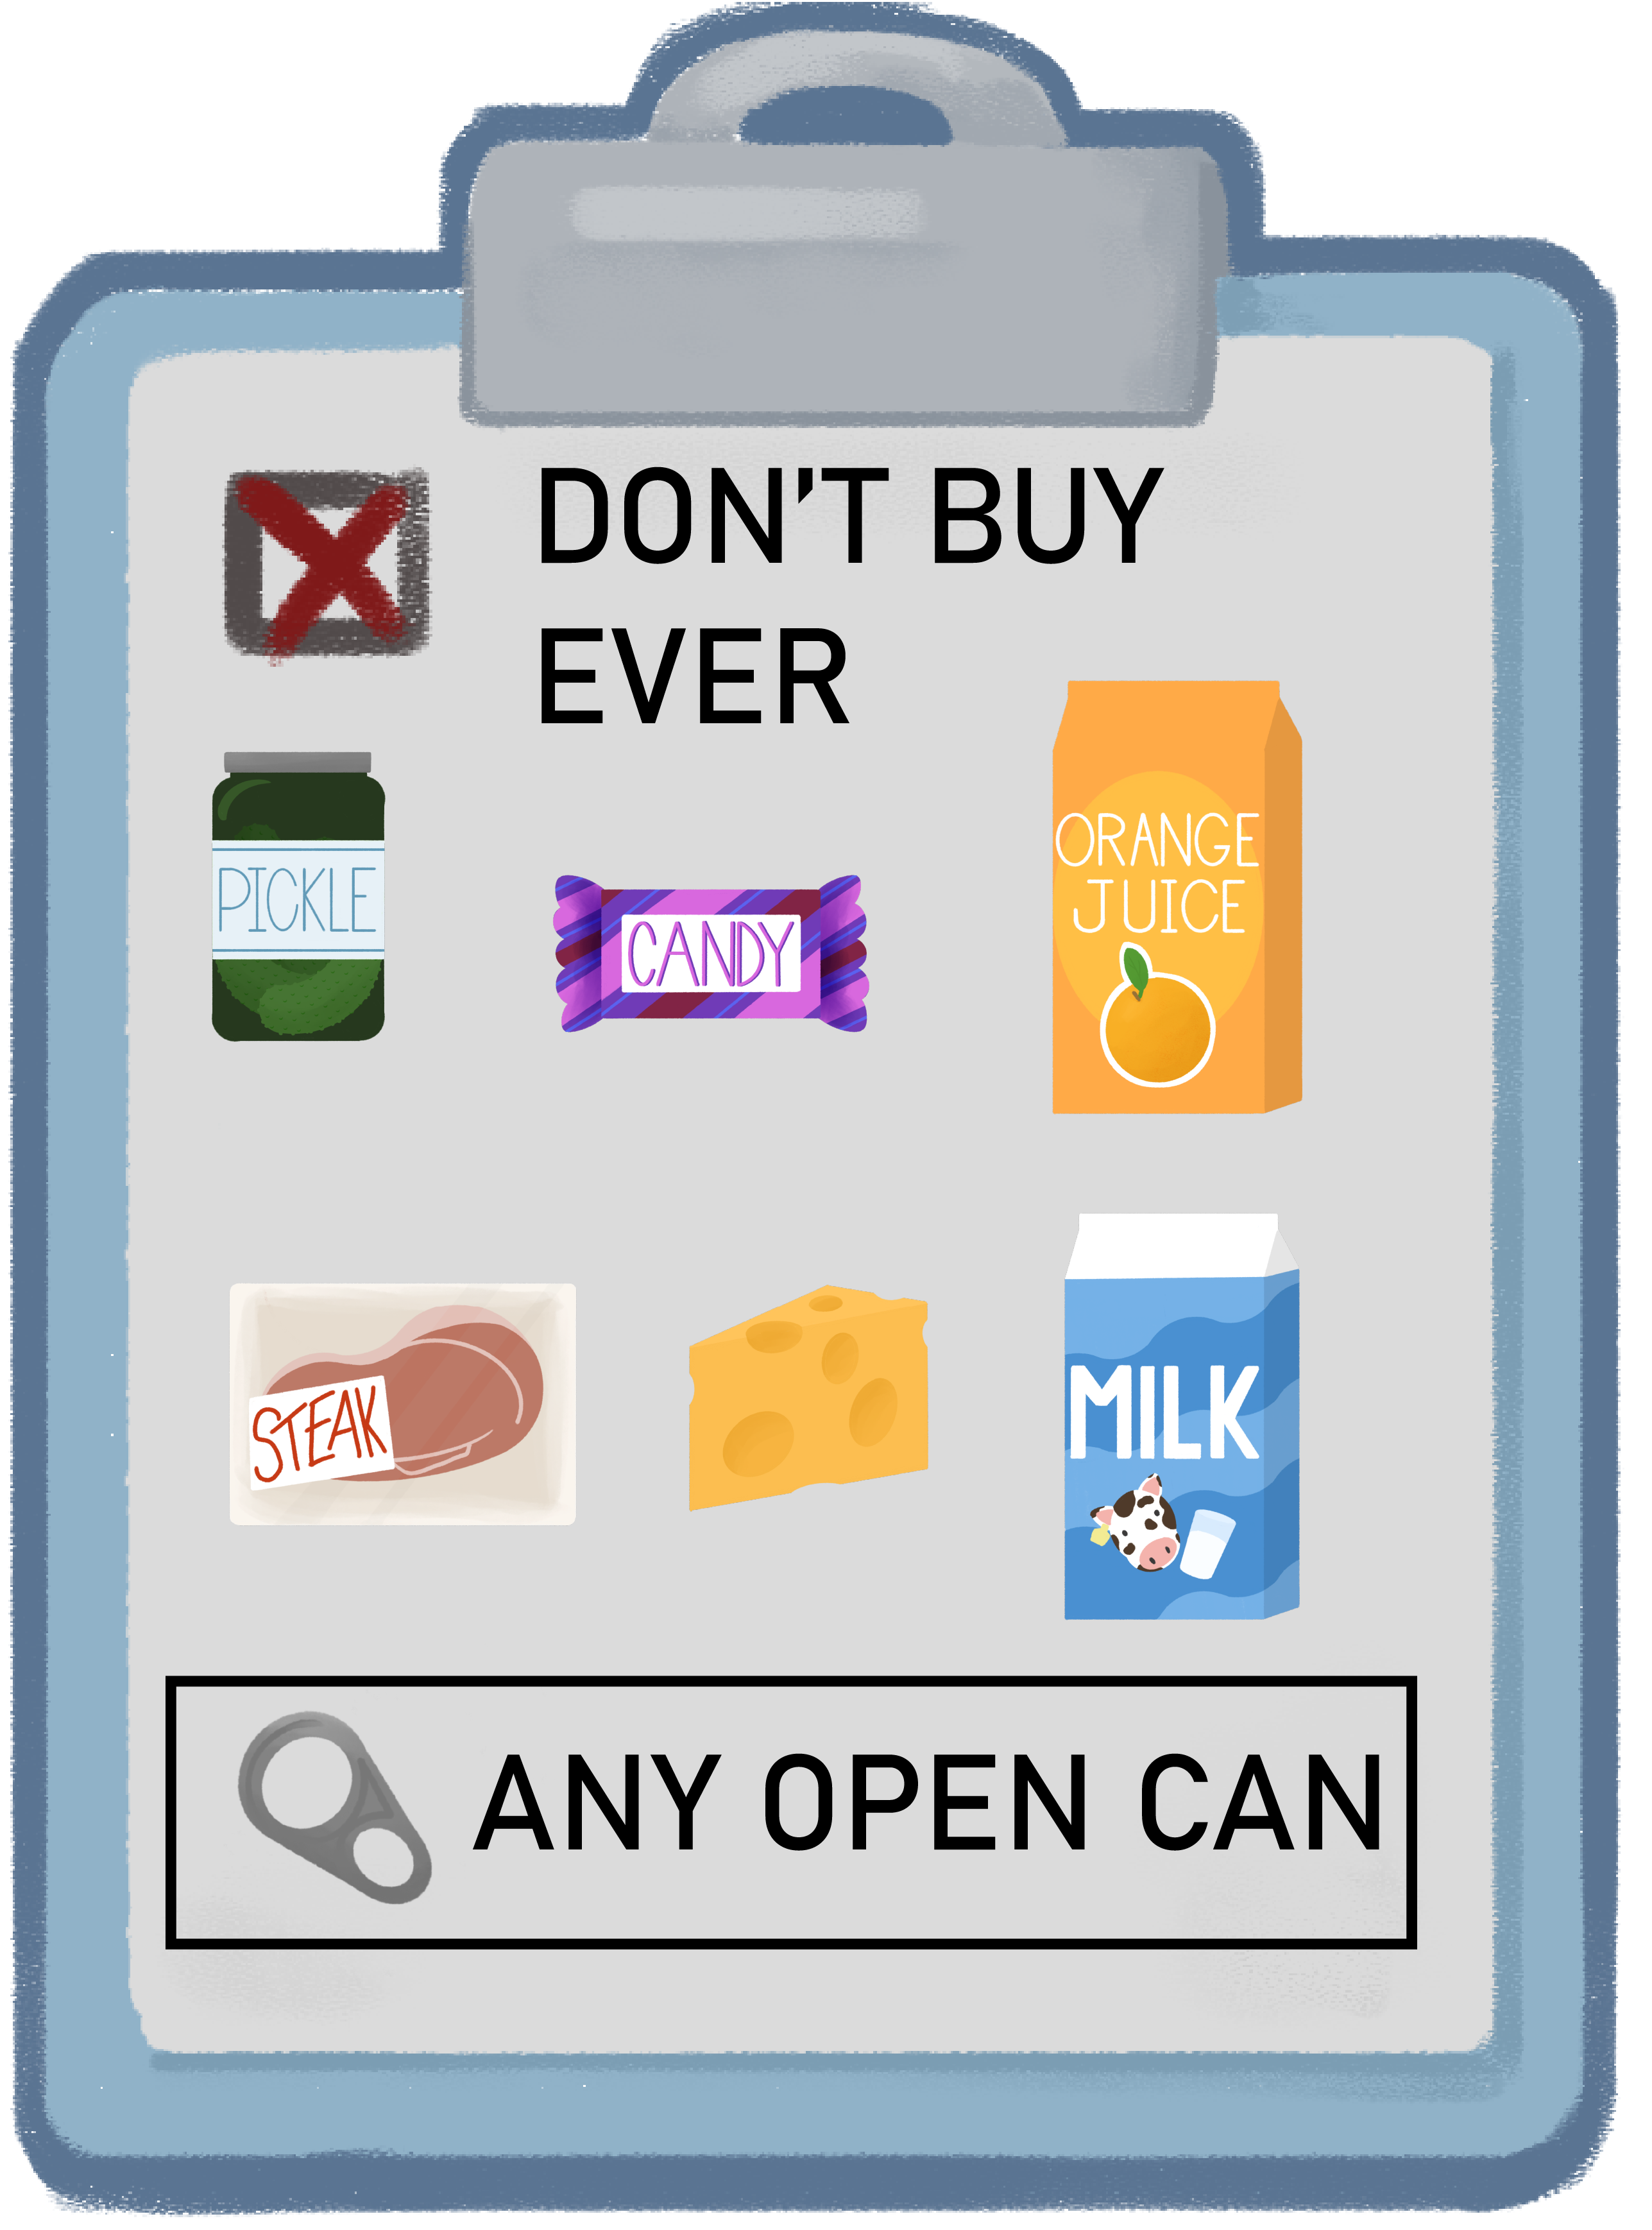 DON'T BUY
EVER
PICKLE
CANDY
ORANGE
JUICE
STEAK
MILK
ANY OPEN CAN